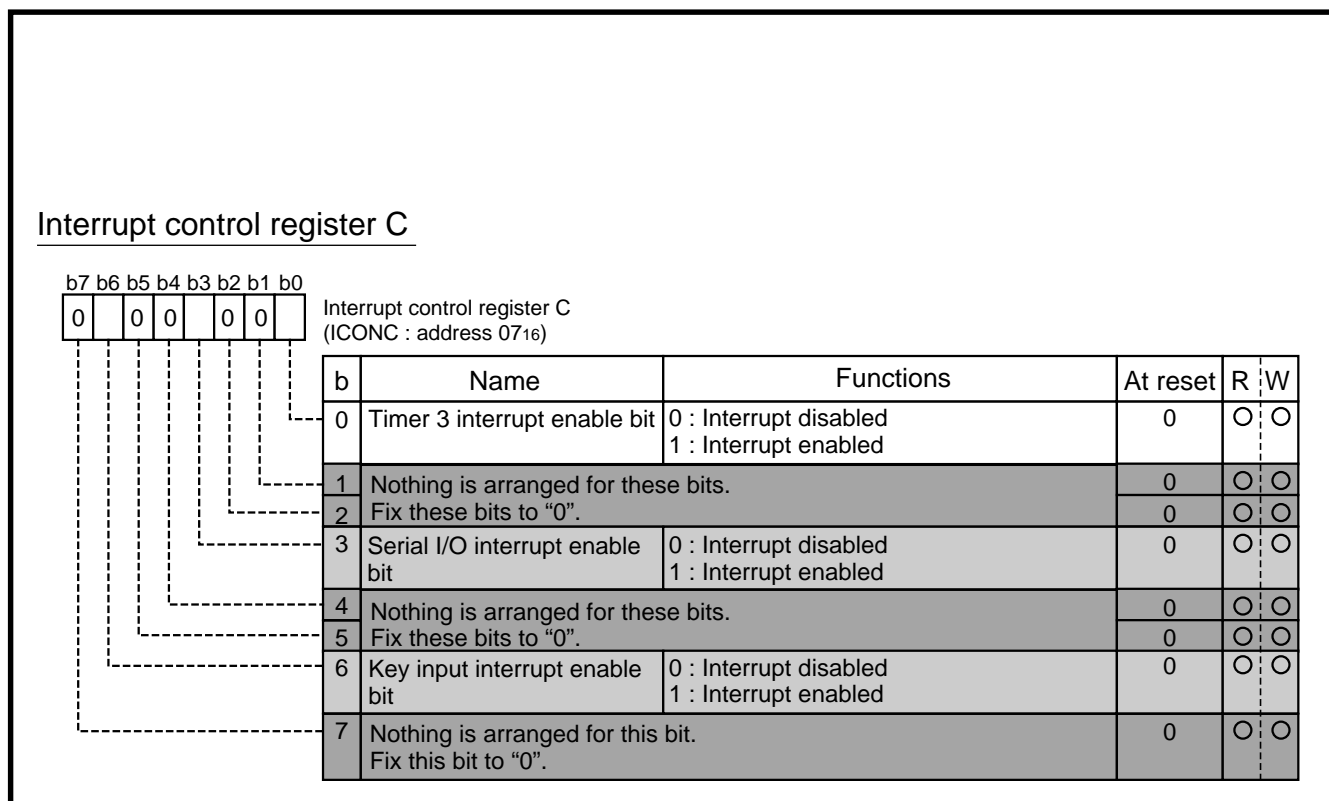 Interrupt control register C
b7 b6 b5 b4 b3 b2 b1 b0
0 0 0 0 0
Interrupt control register C
(ICONC : address 0716)
b Name Functions At reset R W
0 Timer 3 interrupt enable bit 0 : Interrupt disabled 0 O O
1 : Interrupt enabled
1 Nothing is arranged for these bits. 0 O O
2 Fix these bits to “0”. 0 O O
3 Serial I/O interrupt enable 0 : Interrupt disabled 0 O O
bit 1 : Interrupt enabled
4 Nothing is arranged for these bits. 0 O O
5 Fix these bits to “0”. 0 O O
6 Key input interrupt enable 0 : Interrupt disabled 0 O O
bit 1 : Interrupt enabled
7 Nothing is arranged for this bit. 0 O O
Fix this bit to “0”.